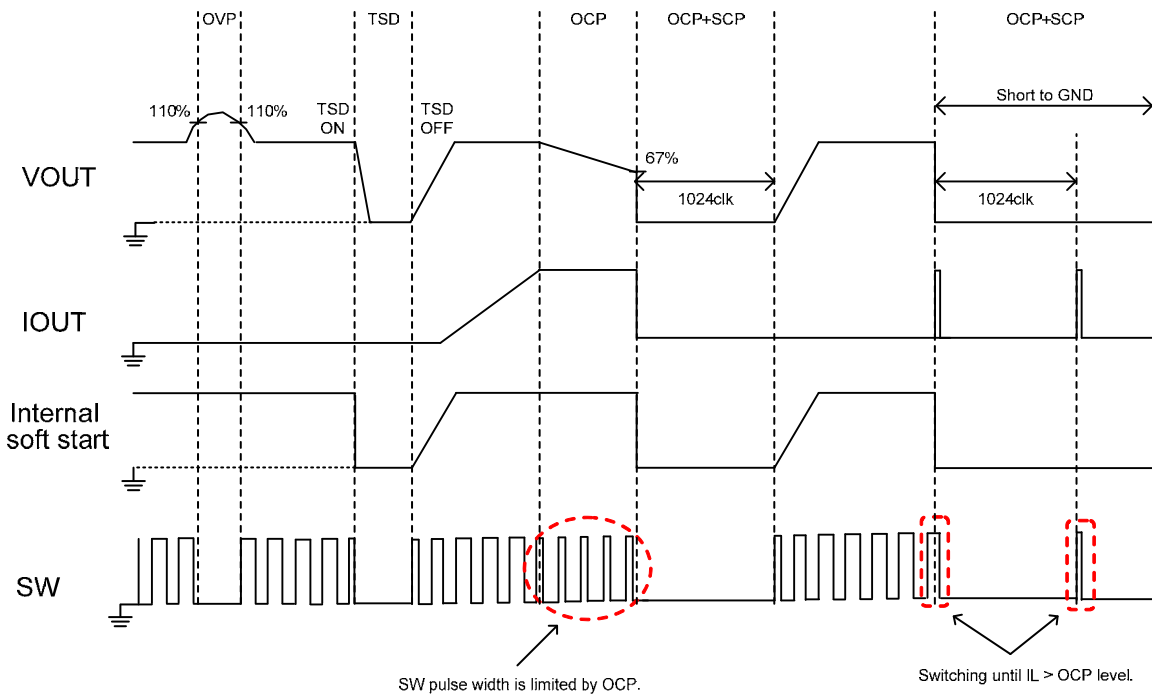 OVP
TSD
OCP
OCP+SCP
OCP+SCP
Short to GND
110%
110%
TSD
ON
TSD
OFF
67%
VOUT
1024clk
1024clk
IOUT
Internal
soft start
SW
SW pulse width is limited by OCP.
Switching until IL > OCP level.